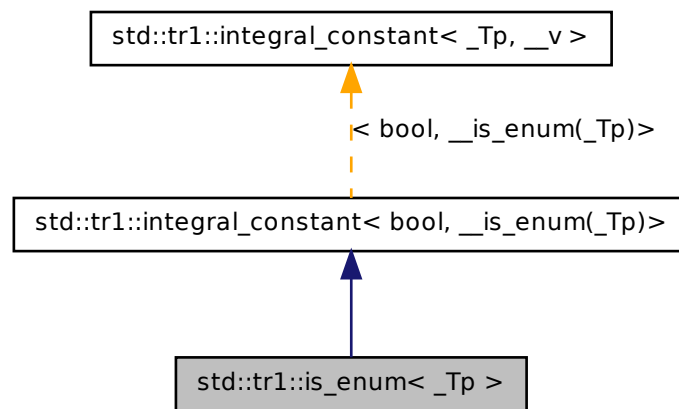 std::tr1::integral_constant< _Tp, __v >
< bool, __is_enum(_Tp)>
std::tr1::integral_constant< bool, __is_enum(_Tp)>
std::tr1::is_enum< _Tp >